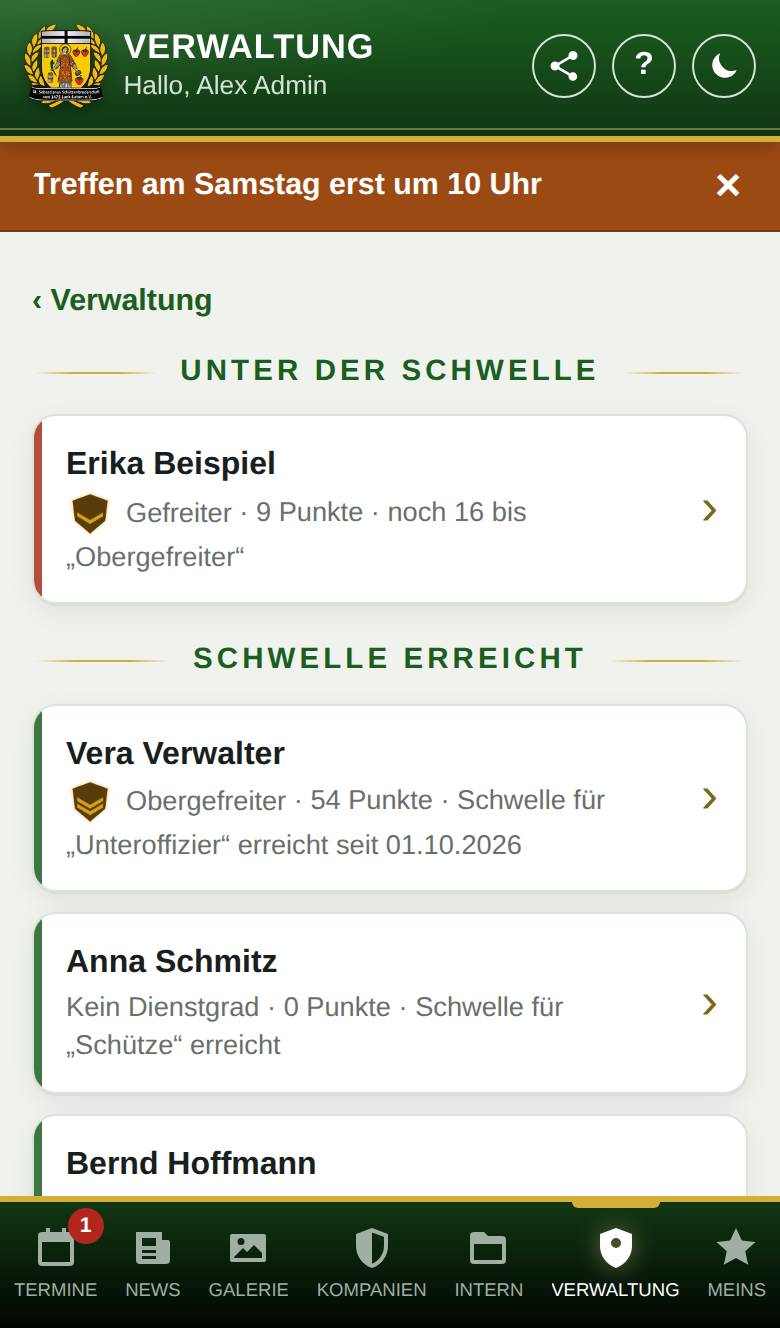 VERWALTUNG
Hallo, Alex Admin
?
Treffen am Samstag erst um 10 Uhr
×
‹ Verwaltung
UNTER DER SCHWELLE
Erika Beispiel
Gefreiter · 9 Punkte · noch 16 bis
„Obergefreiter“
›
SCHWELLE ERREICHT
Vera Verwalter
Obergefreiter · 54 Punkte · Schwelle für
„Unteroffizier“ erreicht seit 01.10.2026
›
Anna Schmitz
Kein Dienstgrad · 0 Punkte · Schwelle für
„Schütze“ erreicht
›
Bernd Hoffmann
1
TERMINE
NEWS
GALERIE
KOMPANIEN
INTERN
VERWALTUNG
MEINS